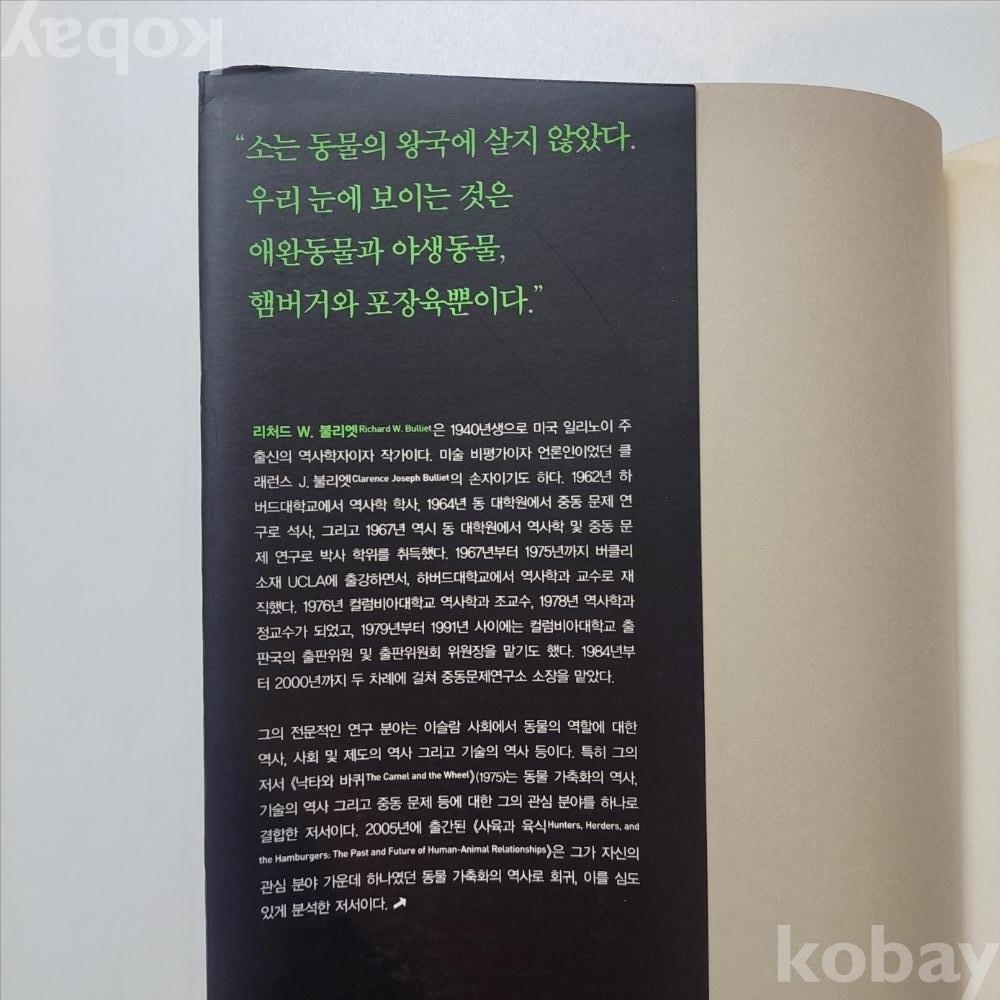 kobay
“소는 동물의 왕국에 살지 않았다.
우리 눈에 보이는 것은
애완동물과 야생동물,
햄버거와 포장육뿐이다.”
리처드 W. 불리엣Richard W. Bulliet은 1940년생으로 미국 일리노이 주
출신의 역사학자이자 작가이다. 미술 비평가이자 언론인이었던 클
래런스 J. 불리엣Clarence Joseph Bulliet의 손자이기도 하다. 1962년 하
버드대학교에서 역사학 학사, 1964년 동 대학원에서 중동 문제 연
구로 석사, 그리고 1967년 역시 동 대학원에서 역사학 및 중동 문
제 연구로 박사 학위를 취득했다. 1967년부터 1975년까지 버클리
소재 UCLA에 출강하면서, 하버드대학교에서 역사학과 교수로 재
직했다. 1976년 컬럼비아대학교 역사학과 조교수, 1978년 역사학과
정교수가 되었고, 1979년부터 1991년 사이에는 컬럼비아대학교 출
판국의 출판위원 및 출판위원회 위원장을 맡기도 했다. 1984년부
터 2000년까지 두 차례에 걸쳐 중동문제연구소 소장을 맡았다.
그의 전문적인 연구 분야는 이슬람 사회에서 동물의 역할에 대한
역사, 사회 및 제도의 역사 그리고 기술의 역사 등이다. 특히 그의
저서 《낙타와 바퀴The Camel and the Wheel》(1975)는 동물 가축화의 역사,
기술의 역사 그리고 중동 문제 등에 대한 그의 관심 분야를 하나로
결합한 저서이다. 2005년에 출간된 《사육과 육식Hunters, Herders, and
the Hamburgers: The Past and Future of Human-Animal Relationships》은 그가 자신의
관심 분야 가운데 하나였던 동물 가축화의 역사로 회귀, 이를 심도
있게 분석한 저서이다.
kobay